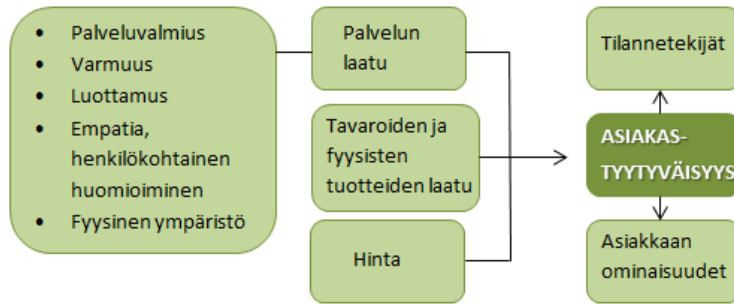 • Palveluvalmius
• Varmuus
• Luottamus
• Empatia,
henkilökohtainen
huomioiminen
• Fyysinen ympäristö
Palvelun
laatu
Tavaroiden ja
fyysisten
tuotteiden laatu
Hinta
Tilannetekijät
ASIAKAS-
TYYTYVÄISYYS
Asiakkaan
ominaisuudet